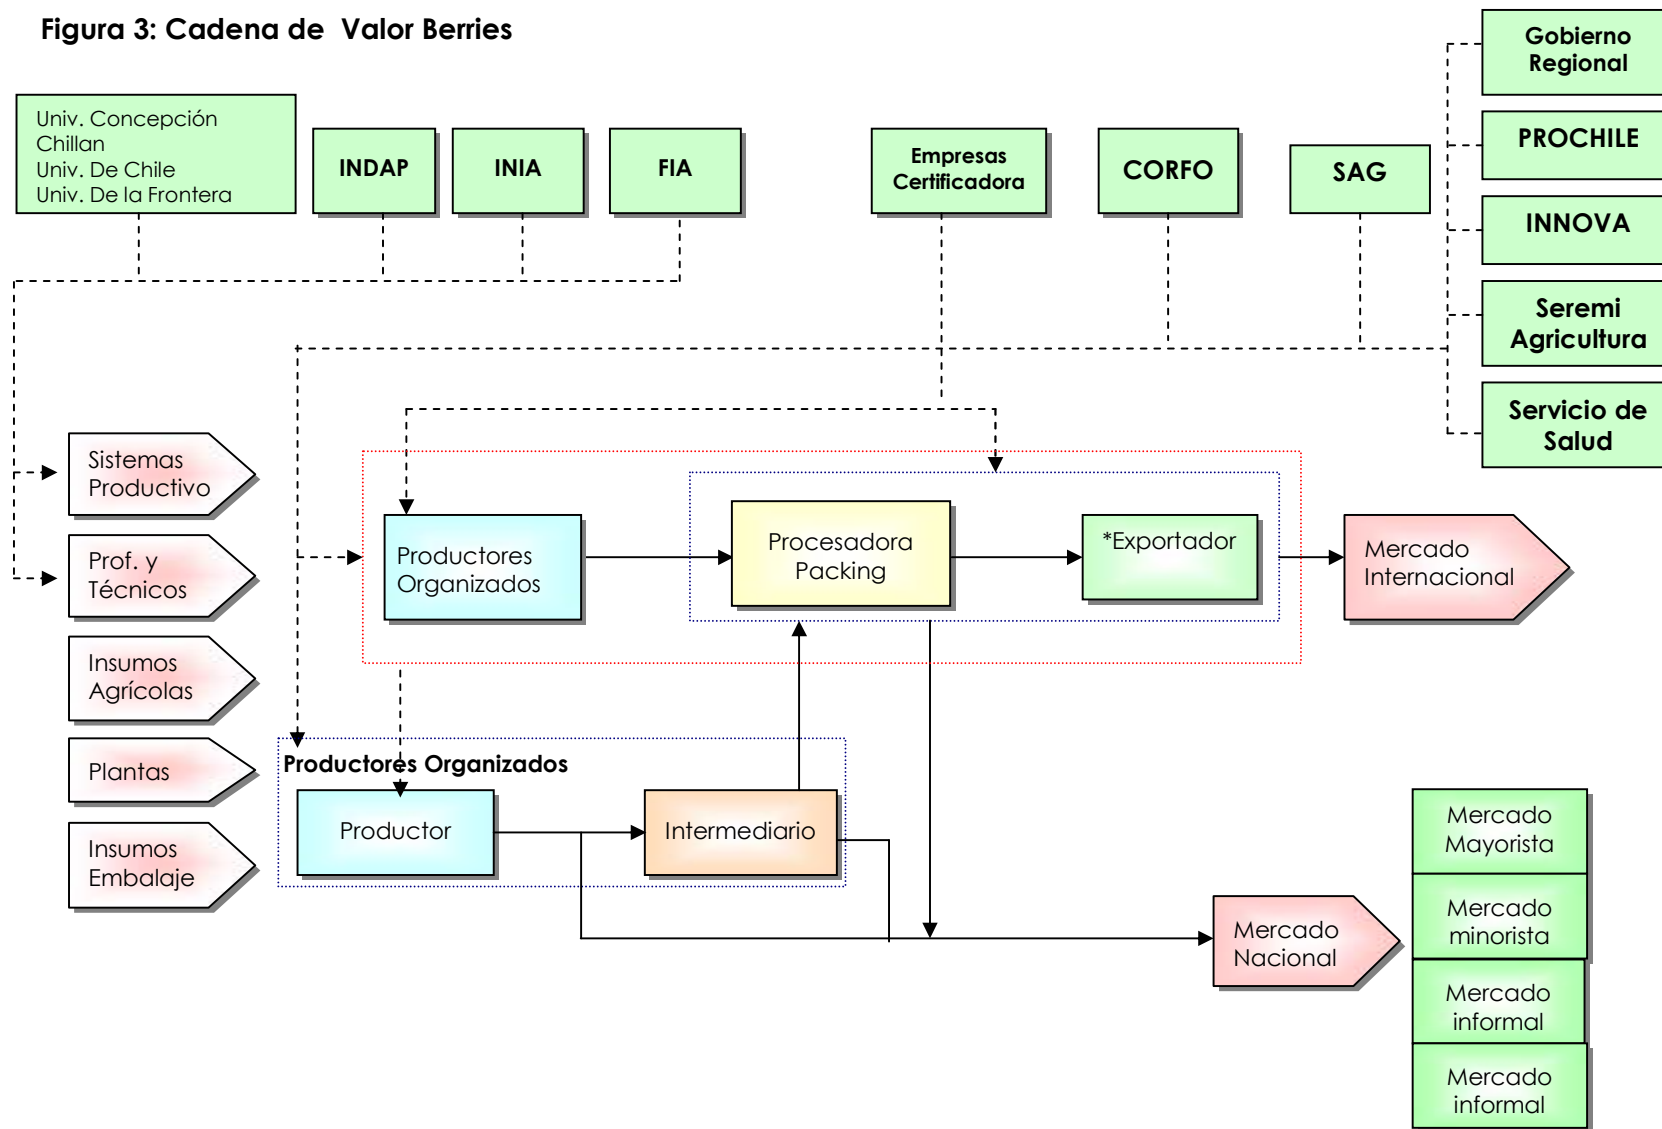 Figura 3: Cadena de Valor Berries
Gobierno
Regional
Univ. Concepción
Chillan
Univ. De Chile
Univ. De la Frontera
INDAP
INIA
FIA
Empresas
Certificadora
CORFO
SAG
PROCHILE
INNOVA
Seremi
Agricultura
Servicio de
Salud
Sistemas
Productivo
Prof. y
Técnicos
Insumos
Agrícolas
Plantas
Insumos
Embalaje
Productores
Organizados
Procesadora
Packing
*Exportador
Mercado
Internacional
Productores Organizados
Productor
Intermediario
Mercado
Nacional
Mercado
Mayorista
Mercado
minorista
Mercado
informal
Mercado
informal